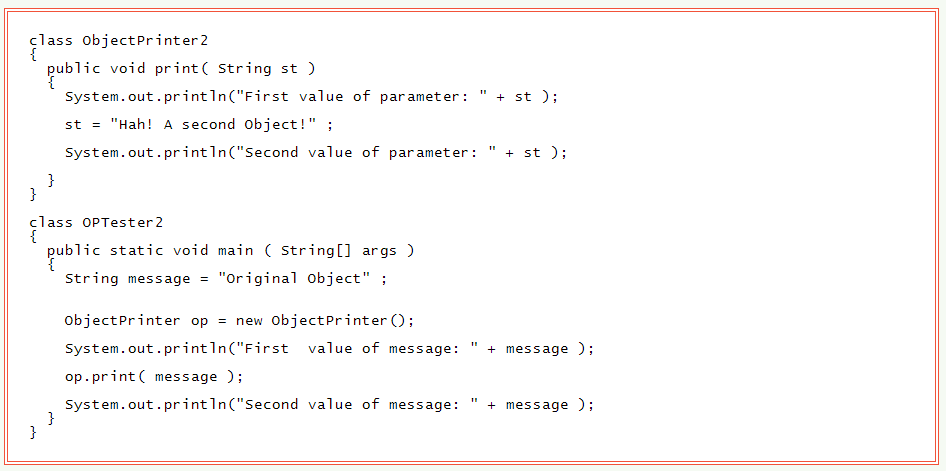 class ObjectPrinter2
{
  public void print( String st )
  {
    System.out.println("First value of parameter: " + st );
    st = "Hah! A second Object!" ;
    System.out.println("Second value of parameter: " + st );
  }
}
class OPTester2
{
  public static void main ( String[] args )
  {
    String message = "Original Object" ;
    ObjectPrinter op = new ObjectPrinter();
    System.out.println("First  value of message: " + message );
    op.print( message );
    System.out.println("Second value of message: " + message );
  }
}